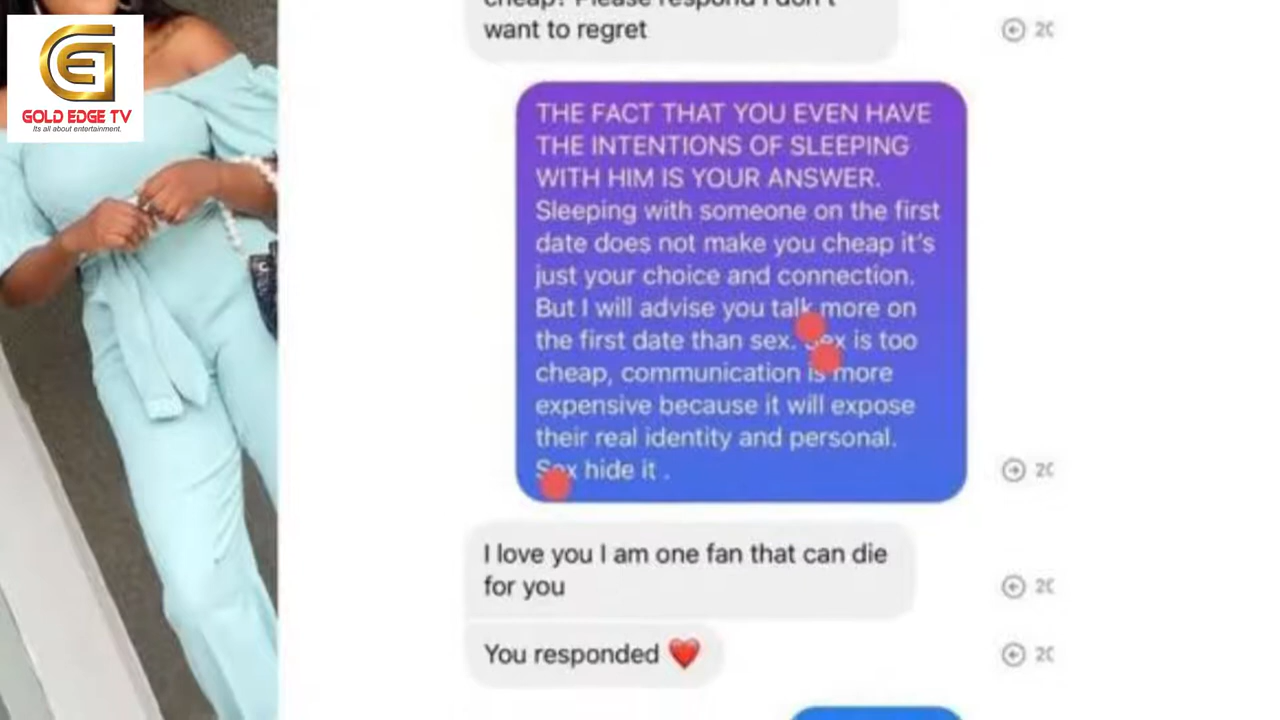 GOLD EDGE TV
Its all about entertainment.
want to regret
THE FACT THAT YOU EVEN HAVE
THE INTENTIONS OF SLEEPING
WITH HIM IS YOUR ANSWER.
Sleeping with someone on the first
date does not make you cheap it's
just your choice and connection.
But I will advise you talk more on
the first date than sex. Sex is too
cheap, communication is more
expensive because it will expose
their real identity and personal.
Sex hide it .
I love you I am one fan that can die
for you
You responded ❤️